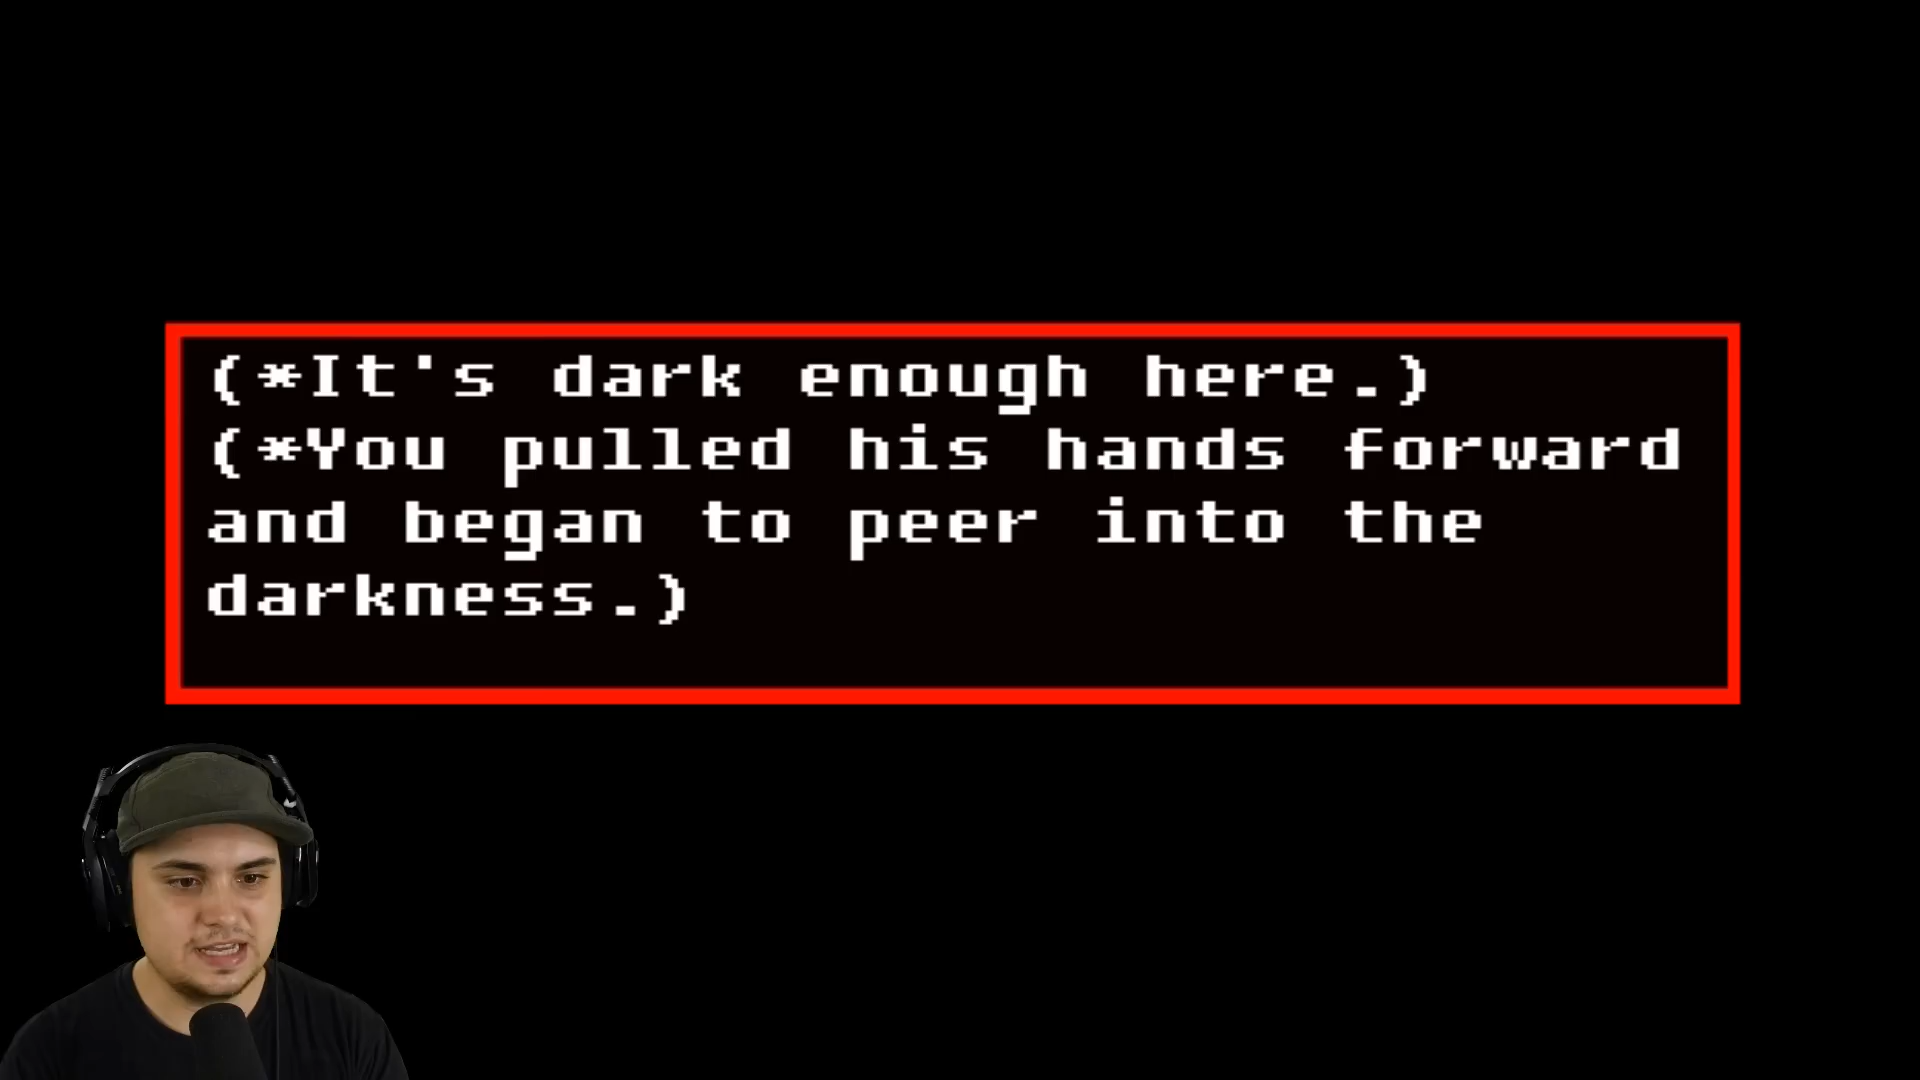 (*It's dark enough here.)
(*You pulled his hands forward
and began to peer into the
darkness.)